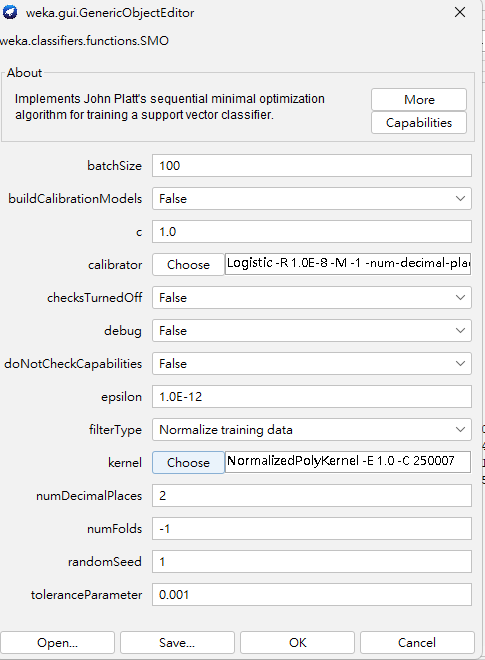 weka.gui.GenericObjectEditor
weka.classifiers.functions.SMO
About
Implements John Platt's sequential minimal optimization
algorithm for training a support vector classifier.
More
Capabilities
batchSize 100
buildCalibrationModels False
c 1.0
calibrator Choose Logistic -R 1.0E-8 -M -1 -num-decimal-plac
checksTurnedOff False
debug False
doNotCheckCapabilities False
epsilon 1.0E-12
filterType Normalize training data
kernel Choose NormalizedPolyKernel -E 1.0 -C 250007
numDecimalPlaces 2
numFolds -1
randomSeed 1
toleranceParameter 0.001
Open... Save... OK Cancel